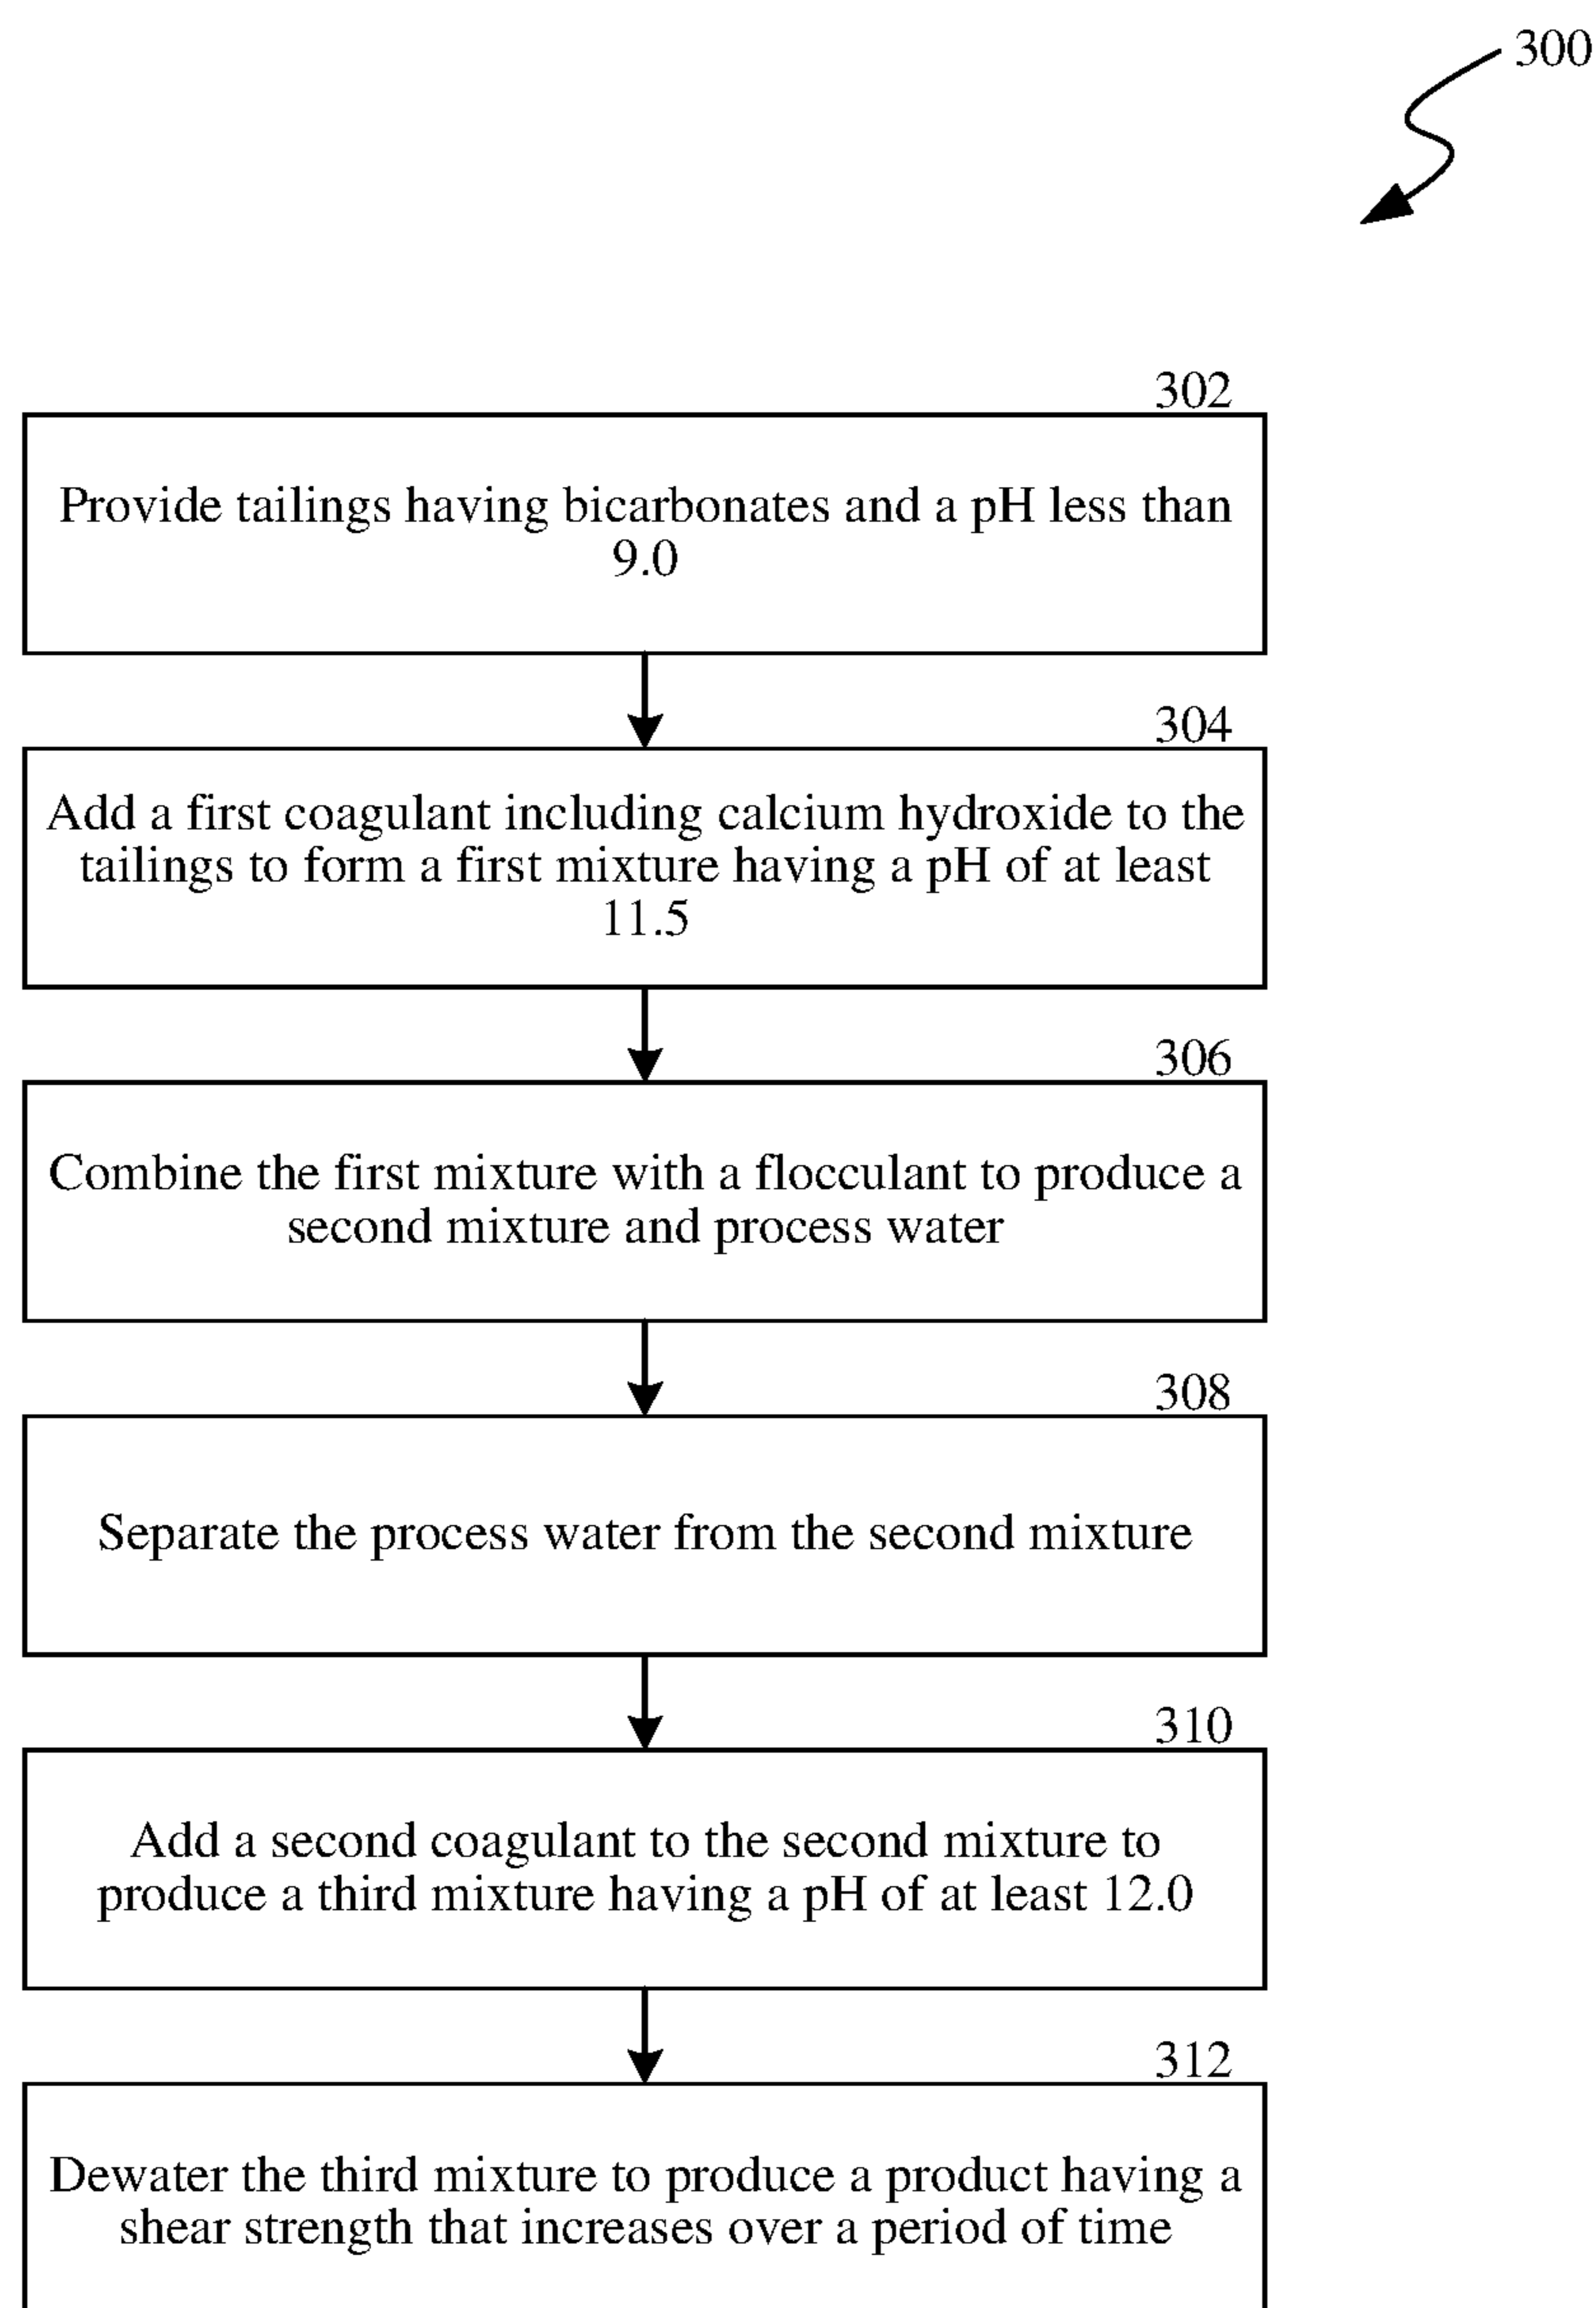 300
302
Provide tailings having bicarbonates and a pH less than
9.0
304
Add a first coagulant including calcium hydroxide to the
tailings to form a first mixture having a pH of at least
11.5
306
Combine the first mixture with a flocculant to produce a
second mixture and process water
308
Separate the process water from the second mixture
310
Add a second coagulant to the second mixture to
produce a third mixture having a pH of at least 12.0
312
Dewater the third mixture to produce a product having a
shear strength that increases over a period of time